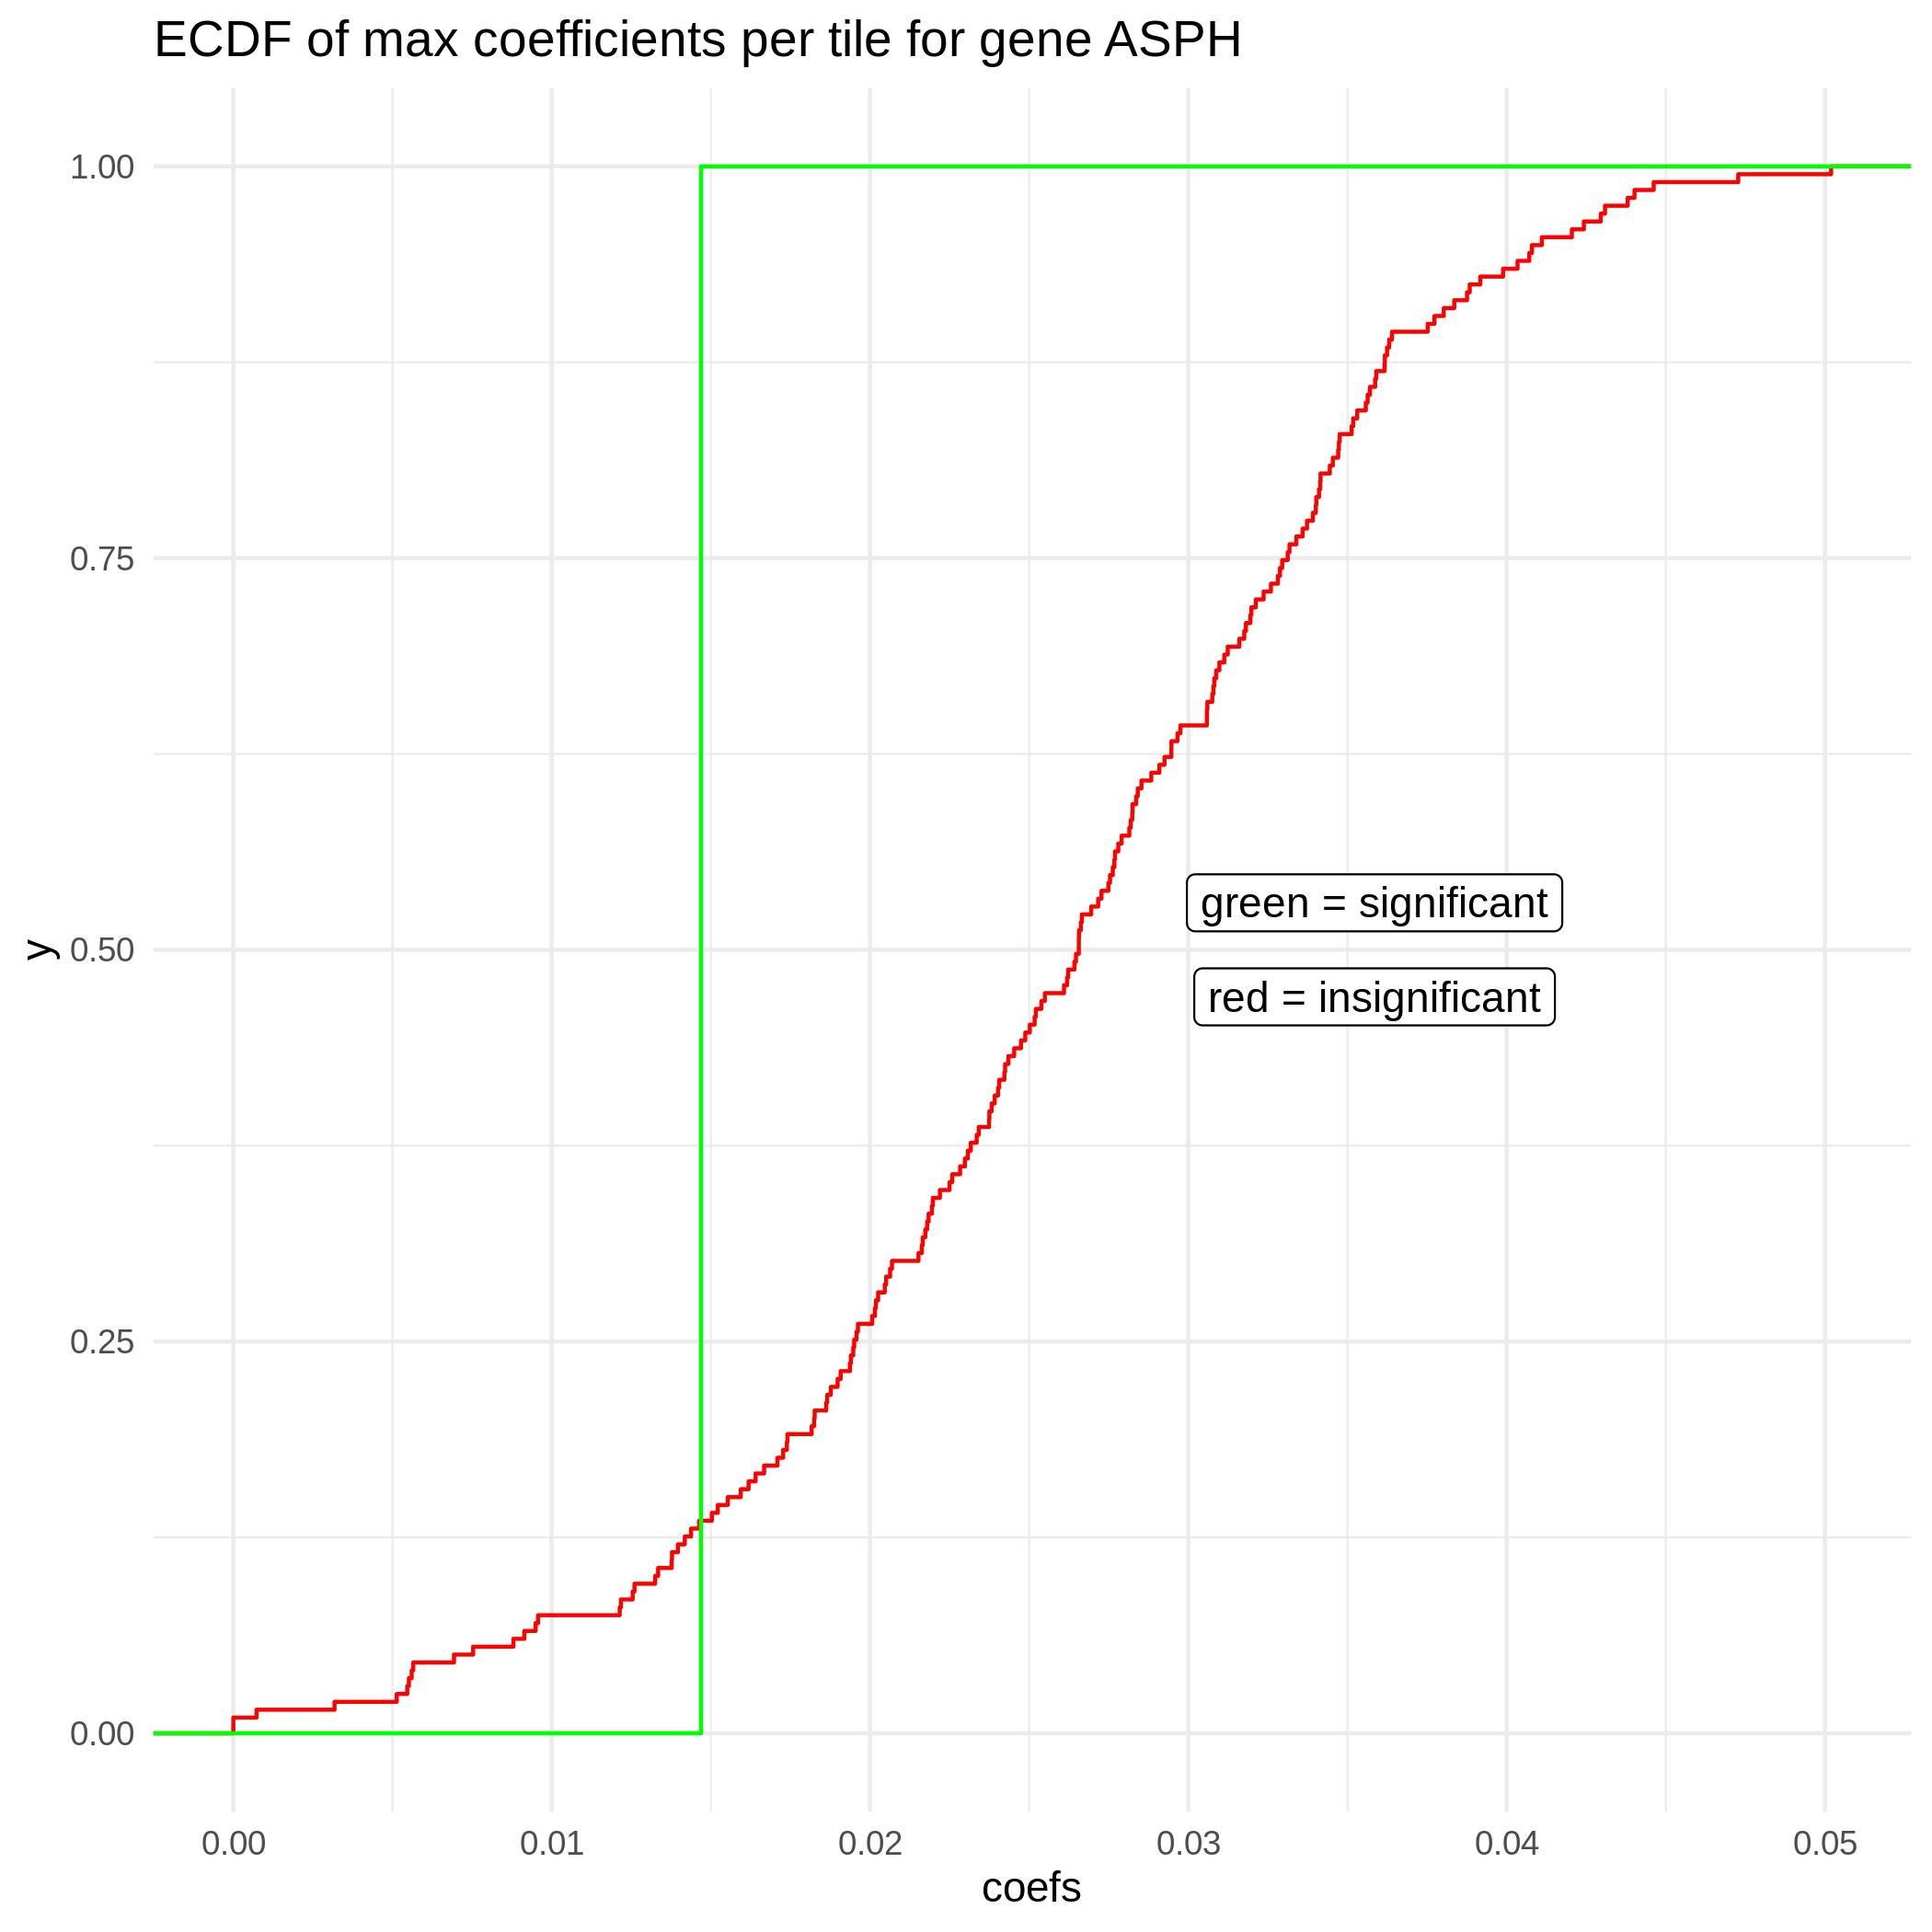 ECDF of max coefficients per tile for gene ASPH
1.00
0.75
0.50
0.25
0.00
y
green = significant
red = insignificant
0.00 0.01 0.02 0.03 0.04 0.05
coefs